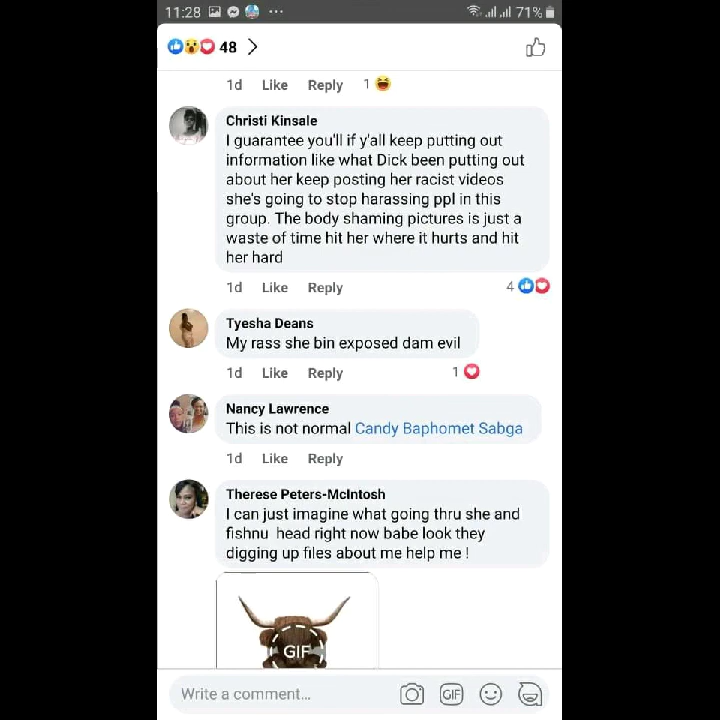 11:28 71%
48
1d Like Reply 1
Christi Kinsale
I guarantee you'll if y'all keep putting out
information like what Dick been putting out
about her keep posting her racist videos
she's going to stop harassing ppl in this
group. The body shaming pictures is just a
waste of time hit her where it hurts and hit
her hard
1d Like Reply 4
Tyesha Deans
My rass she bin exposed dam evil
1d Like Reply 1
Nancy Lawrence
This is not normal Candy Baphomet Sabga
1d Like Reply
Therese Peters-McIntosh
I can just imagine what going thru she and
fishnu head right now babe look they
digging up files about me help me !
GIF
Write a comment... GIF